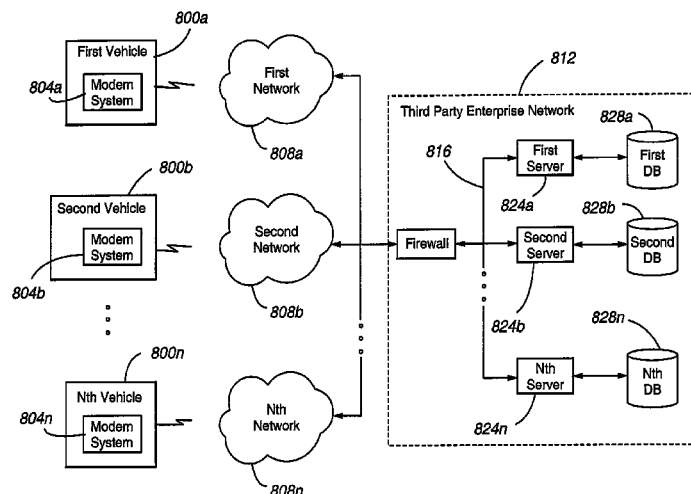 800a
First Vehicle
804a
Modem
System
First
Network
808a
812
Third Party Enterprise Network
816
First
Server
824a
828a
First
DB
800b
Second Vehicle
804b
Modem
System
Second
Network
808b
Firewall
Second
Server
824b
828b
Second
DB
800n
Nth Vehicle
804n
Modem
System
Nth
Network
808n
Nth
Server
824n
828n
Nth
DB